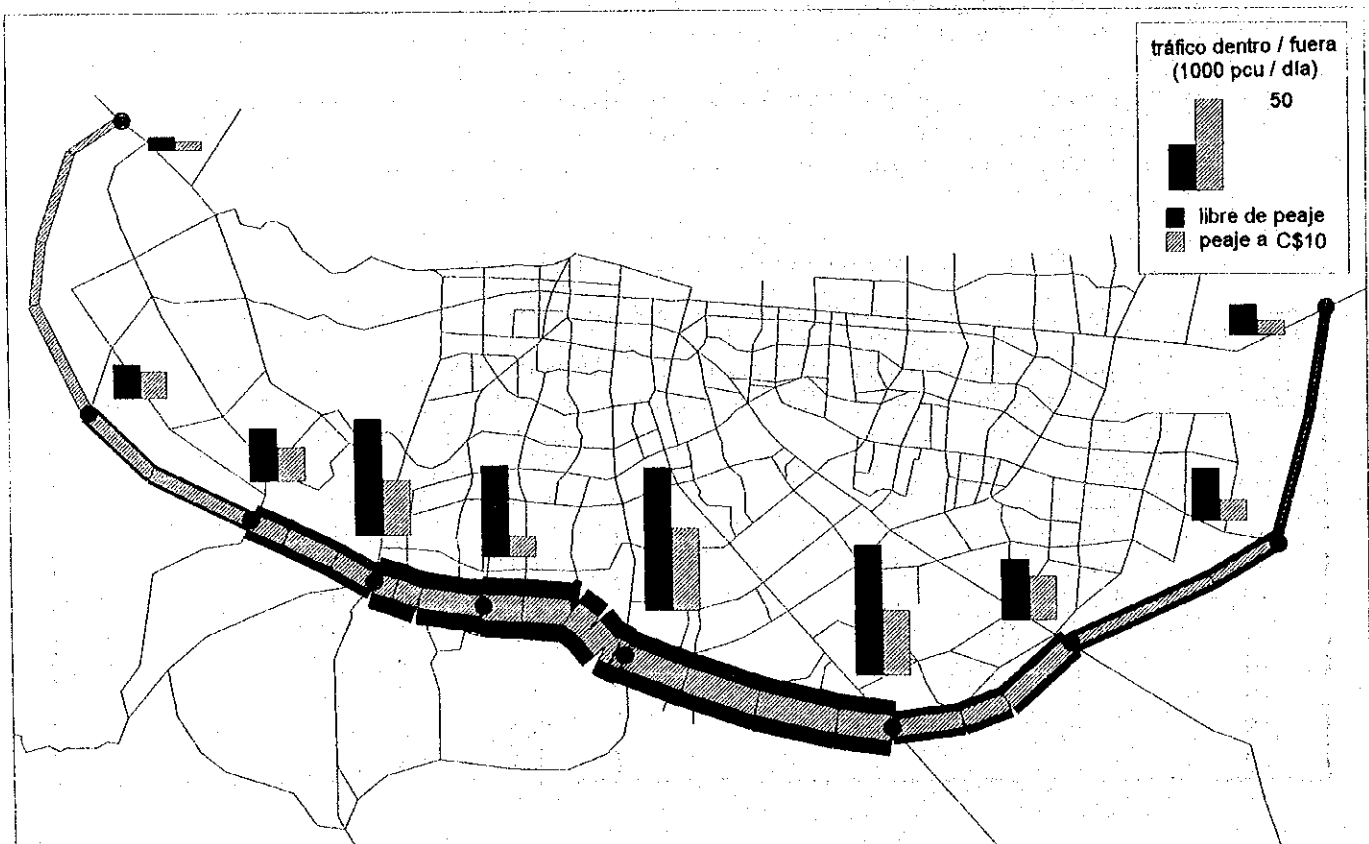 tráfico dentro / fuera
(1000 pcu / día)
50
libre de peaje
peaje a C$10